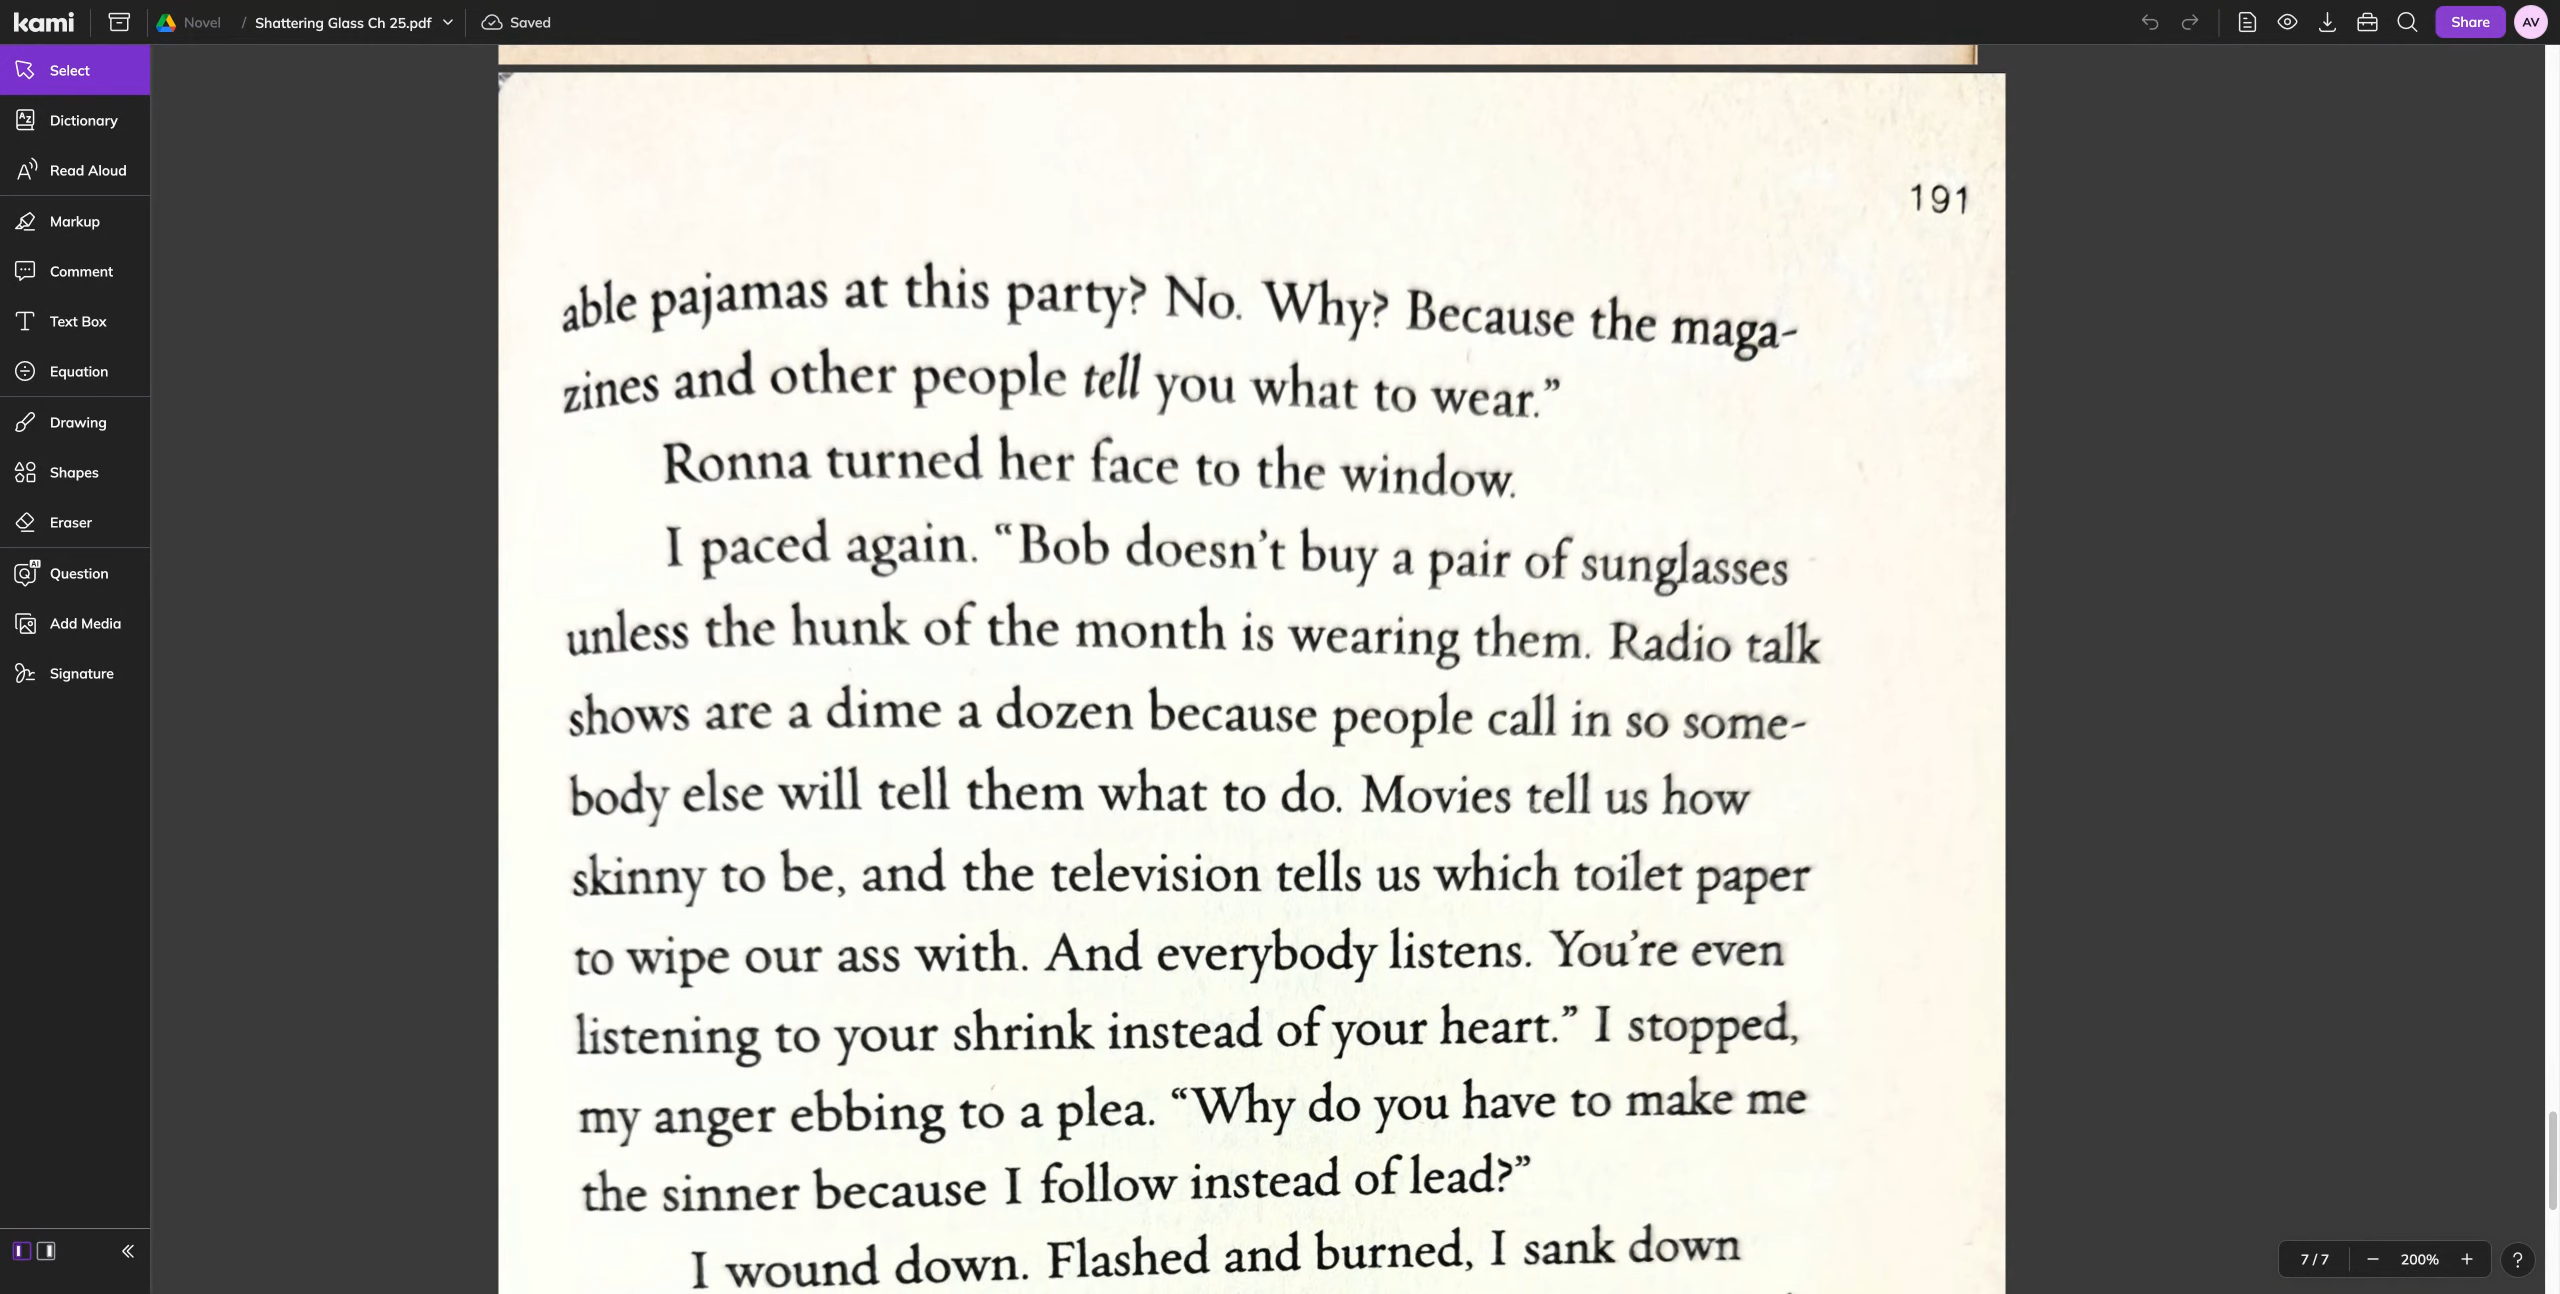 kami
Novel / Shattering Glass Ch 25.pdf
Saved
Share
AV
Select
Dictionary
Read Aloud
Markup
Comment
Text Box
Equation
Drawing
Shapes
Eraser
Question
AI
Add Media
Signature
191
able pajamas at this party? No. Why? Because the maga-
zines and other people tell you what to wear.”
Ronna turned her face to the window.
I paced again. “Bob doesn’t buy a pair of sunglasses
unless the hunk of the month is wearing them. Radio talk
shows are a dime a dozen because people call in so some-
body else will tell them what to do. Movies tell us how
skinny to be, and the television tells us which toilet paper
to wipe our ass with. And everybody listens. You’re even
listening to your shrink instead of your heart.” I stopped,
my anger ebbing to a plea. “Why do you have to make me
the sinner because I follow instead of lead?”
I wound down. Flashed and burned, I sank down
7 / 7
200%
?